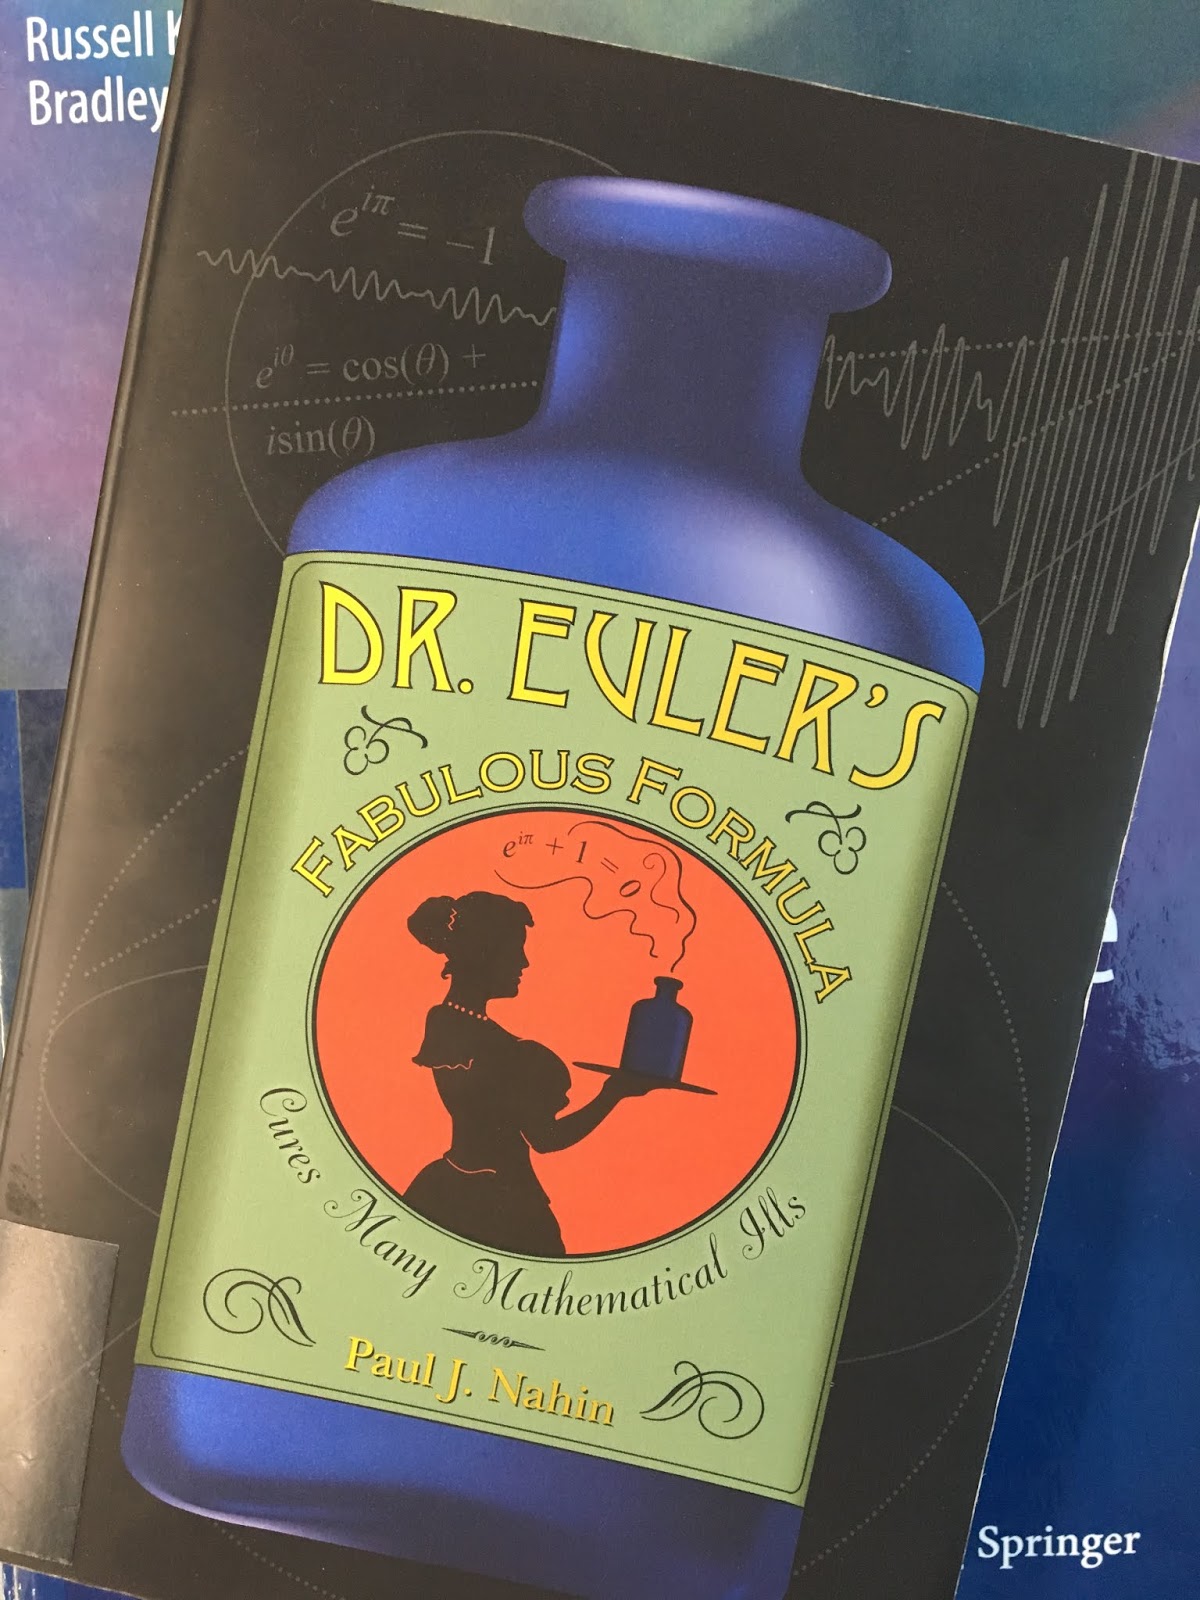 Russell
Bradley
e^{iπ} = −1
e^{iθ} = cos(θ) +
isin(θ)
DR. EULER'S
FABULOUS FORMULA
e^{iπ} + 1 = 0
Cures Many Mathematical Ills
Paul J. Nahin
Springer